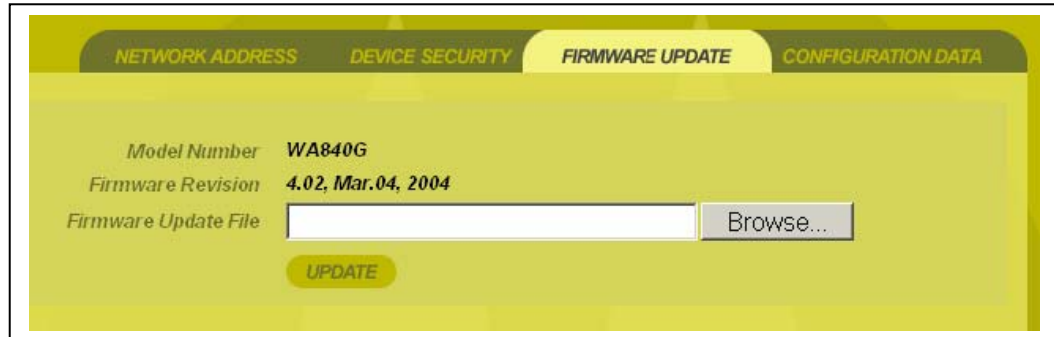 NETWORK ADDRESS DEVICE SECURITY FIRMWARE UPDATE CONFIGURATION DATA
Model Number WA840G
Firmware Revision 4.02, Mar.04, 2004
Firmware Update File Browse...
UPDATE